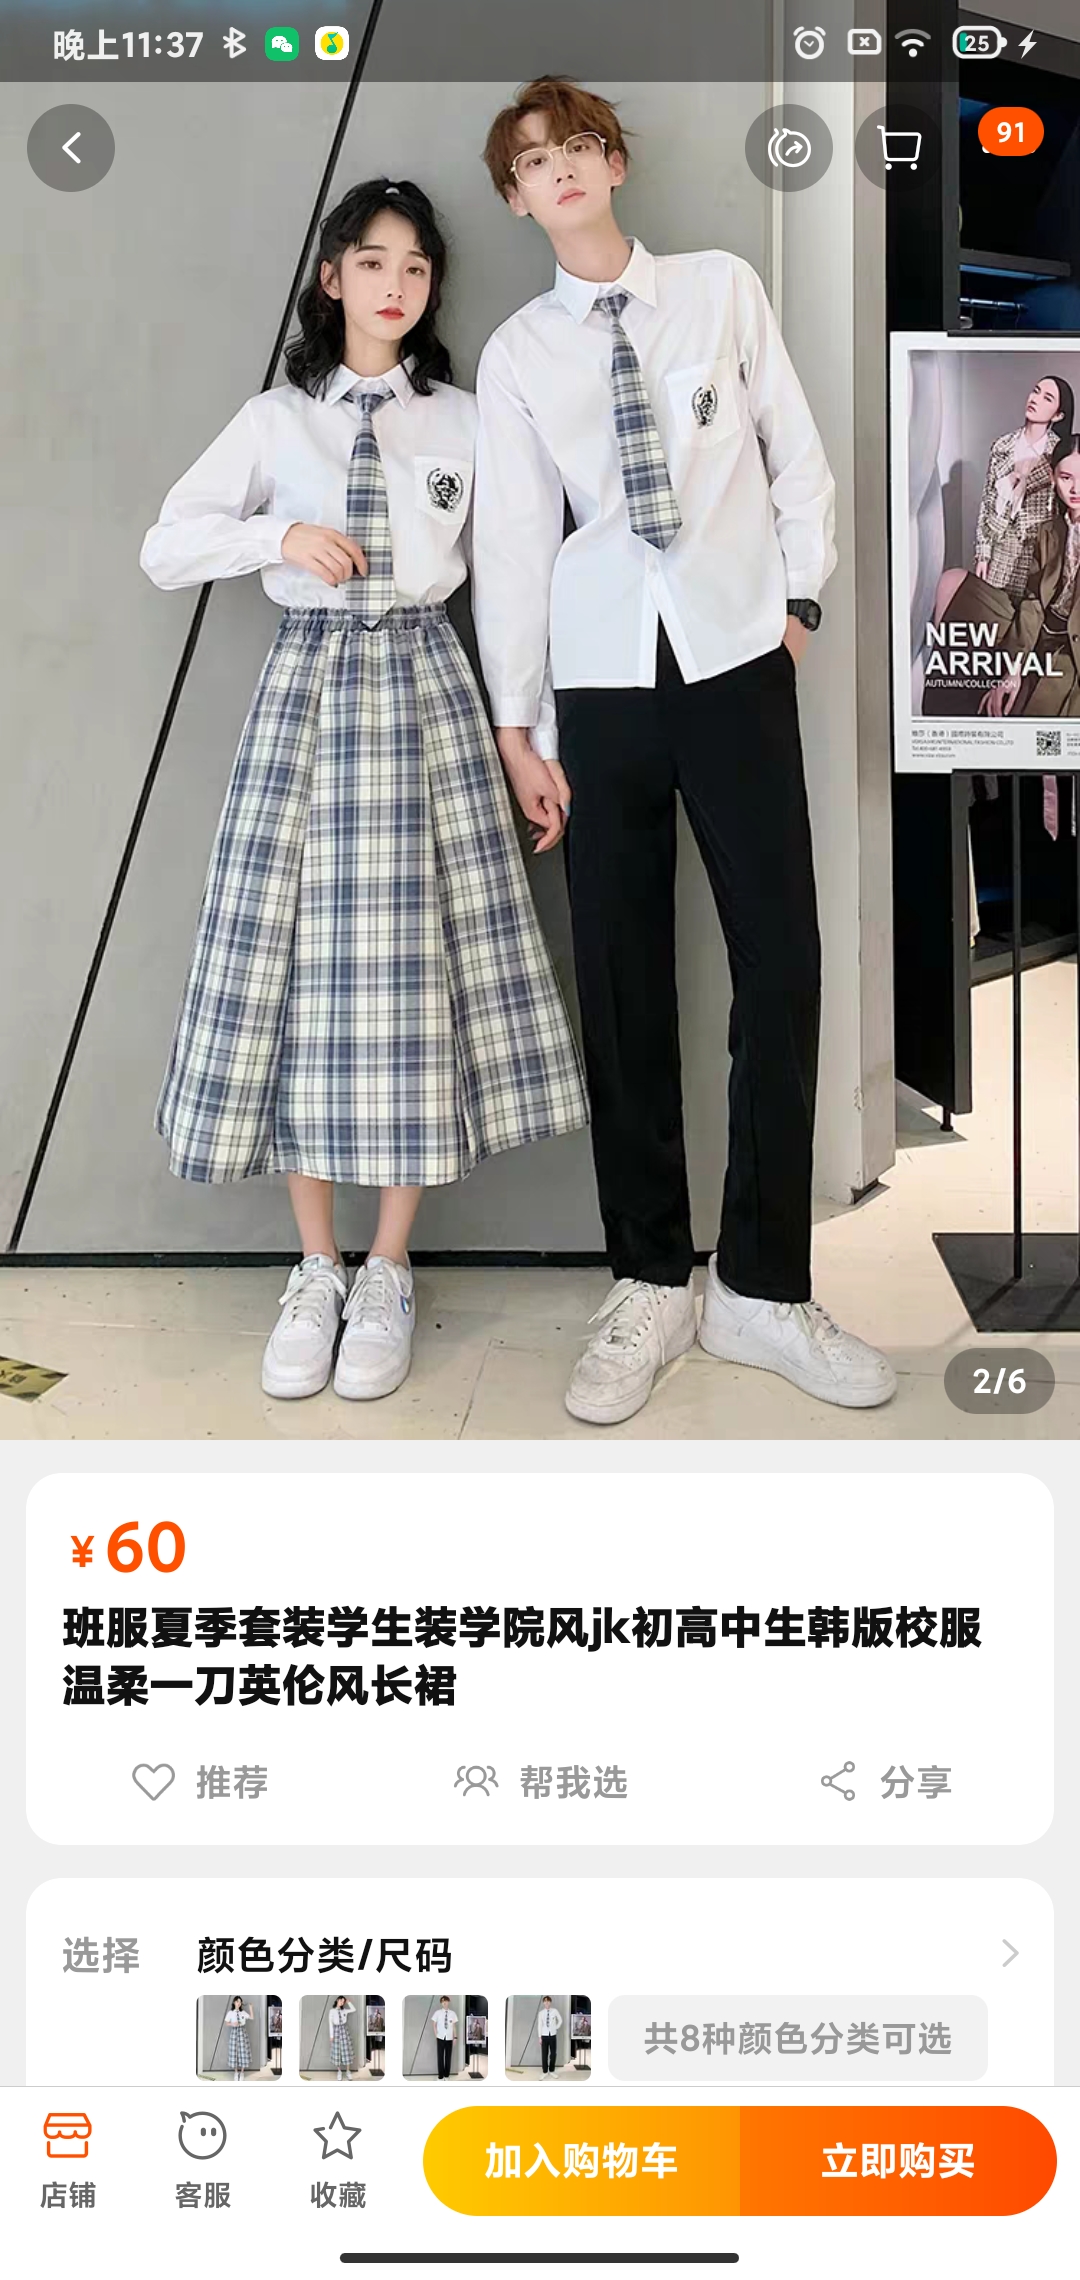 晚上11:37
25
91
NEW
ARRIVAL
AUTUMN/COLLECTION
2/6
¥60
班服夏季套装学生装学院风jk初高中生韩版校服
温柔一刀英伦风长裙
推荐
帮我选
分享
选择
颜色分类/尺码
共8种颜色分类可选
店铺
客服
收藏
加入购物车
立即购买